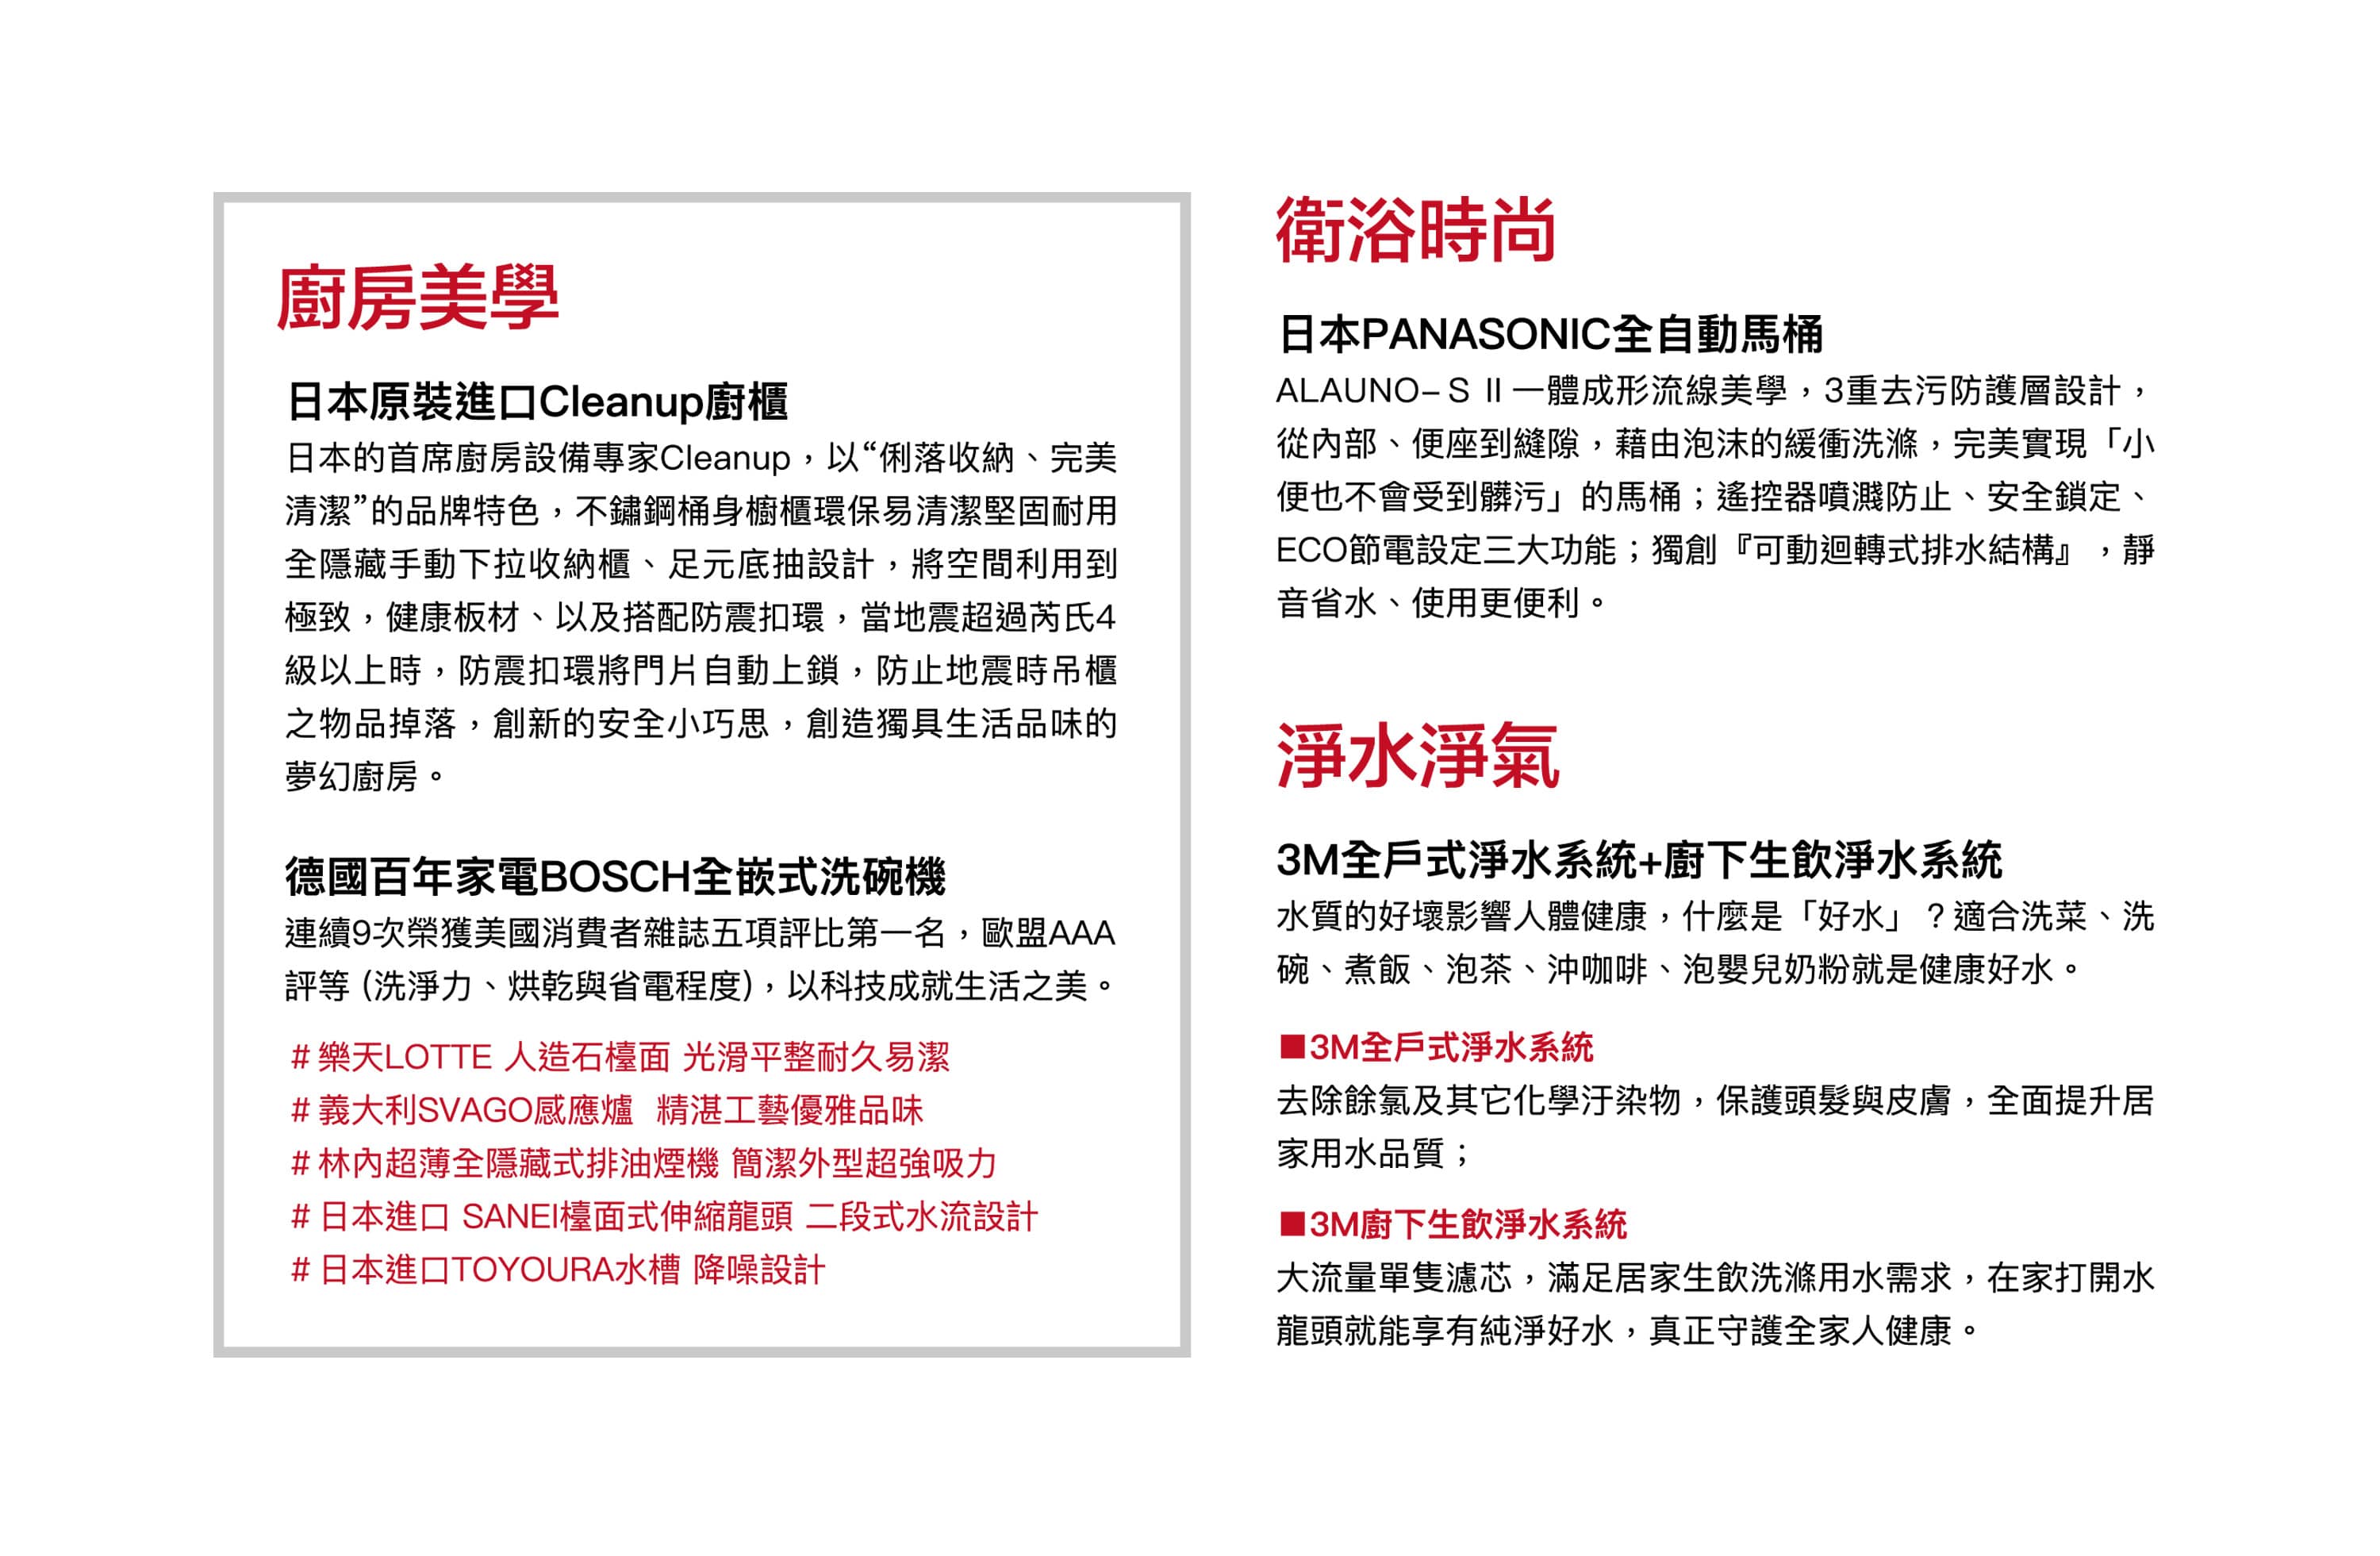 廚房美學
日本原裝進口Cleanup廚櫃
日本的首席廚房設備專家Cleanup，以“俐落收納、完美
清潔”的品牌特色，不鏽鋼桶身櫥櫃環保易清潔堅固耐用
全隱藏手動下拉收納櫃、足元底抽設計，將空間利用到
極致，健康板材、以及搭配防震扣環，當地震超過芮氏4
級以上時，防震扣環將門片自動上鎖，防止地震時吊櫃
之物品掉落，創新的安全小巧思，創造獨具生活品味的
夢幻廚房。
德國百年家電BOSCH全嵌式洗碗機
連續9次榮獲美國消費者雜誌五項評比第一名，歐盟AAA
評等 (洗淨力、烘乾與省電程度)，以科技成就生活之美。
# 樂天LOTTE 人造石檯面 光滑平整耐久易潔
# 義大利SVAGO感應爐 精湛工藝優雅品味
# 林內超薄全隱藏式排油煙機 簡潔外型超強吸力
# 日本進口 SANEI檯面式伸縮龍頭 二段式水流設計
# 日本進口TOYOURA水槽 降噪設計
衛浴時尚
日本PANASONIC全自動馬桶
ALAUNO– S II 一體成形流線美學，3重去污防護層設計，
從內部、便座到縫隙，藉由泡沫的緩衝洗滌，完美實現「小
便也不會受到髒污」的馬桶；遙控器噴濺防止、安全鎖定、
ECO節電設定三大功能；獨創『可動迴轉式排水結構』，靜
音省水、使用更便利。
淨水淨氣
3M全戶式淨水系統+廚下生飲淨水系統
水質的好壞影響人體健康，什麼是「好水」？適合洗菜、洗
碗、煮飯、泡茶、沖咖啡、泡嬰兒奶粉就是健康好水。
■3M全戶式淨水系統
去除餘氯及其它化學汙染物，保護頭髮與皮膚，全面提升居
家用水品質；
■3M廚下生飲淨水系統
大流量單隻濾芯，滿足居家生飲洗滌用水需求，在家打開水
龍頭就能享有純淨好水，真正守護全家人健康。